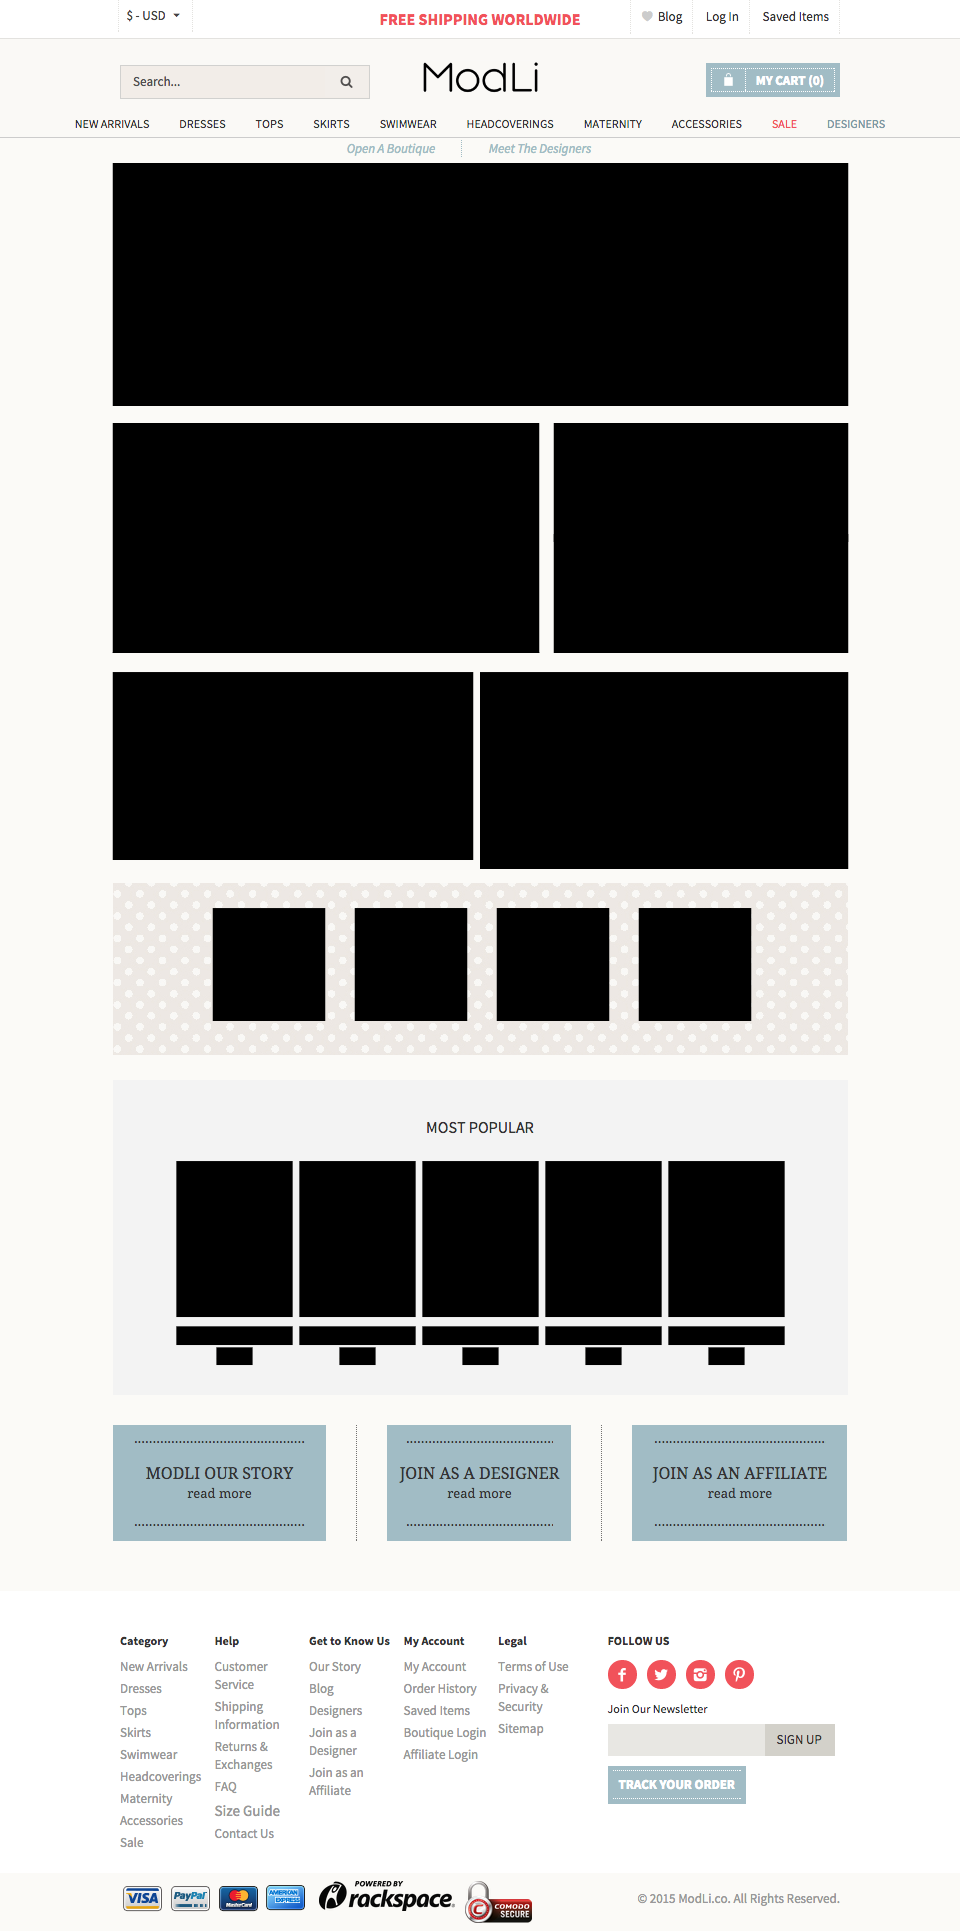 $ - USD
FREE SHIPPING WORLDWIDE
Blog
Log In
Saved Items
Search...
ModLi
MY CART (0)
NEW ARRIVALS
DRESSES
TOPS
SKIRTS
SWIMWEAR
HEADCOVERINGS
MATERNITY
ACCESSORIES
SALE
DESIGNERS
Open A Boutique
Meet The Designers
MOST POPULAR
MODLI OUR STORY
read more
JOIN AS A DESIGNER
read more
JOIN AS AN AFFILIATE
read more
Category
New Arrivals
Dresses
Tops
Skirts
Swimwear
Headcoverings
Maternity
Accessories
Sale
Help
Customer
Service
Shipping
Information
Returns &
Exchanges
FAQ
Size Guide
Contact Us
Get to Know Us
Our Story
Blog
Designers
Join as a
Designer
Join as an
Affiliate
My Account
My Account
Order History
Saved Items
Boutique Login
Affiliate Login
Legal
Terms of Use
Privacy &
Security
Sitemap
FOLLOW US
Join Our Newsletter
SIGN UP
TRACK YOUR ORDER
VISA
PayPal
MasterCard
AMERICAN
EXPRESS
POWERED BY
rackspace
COMODO
SECURE
© 2015 ModLi.co. All Rights Reserved.